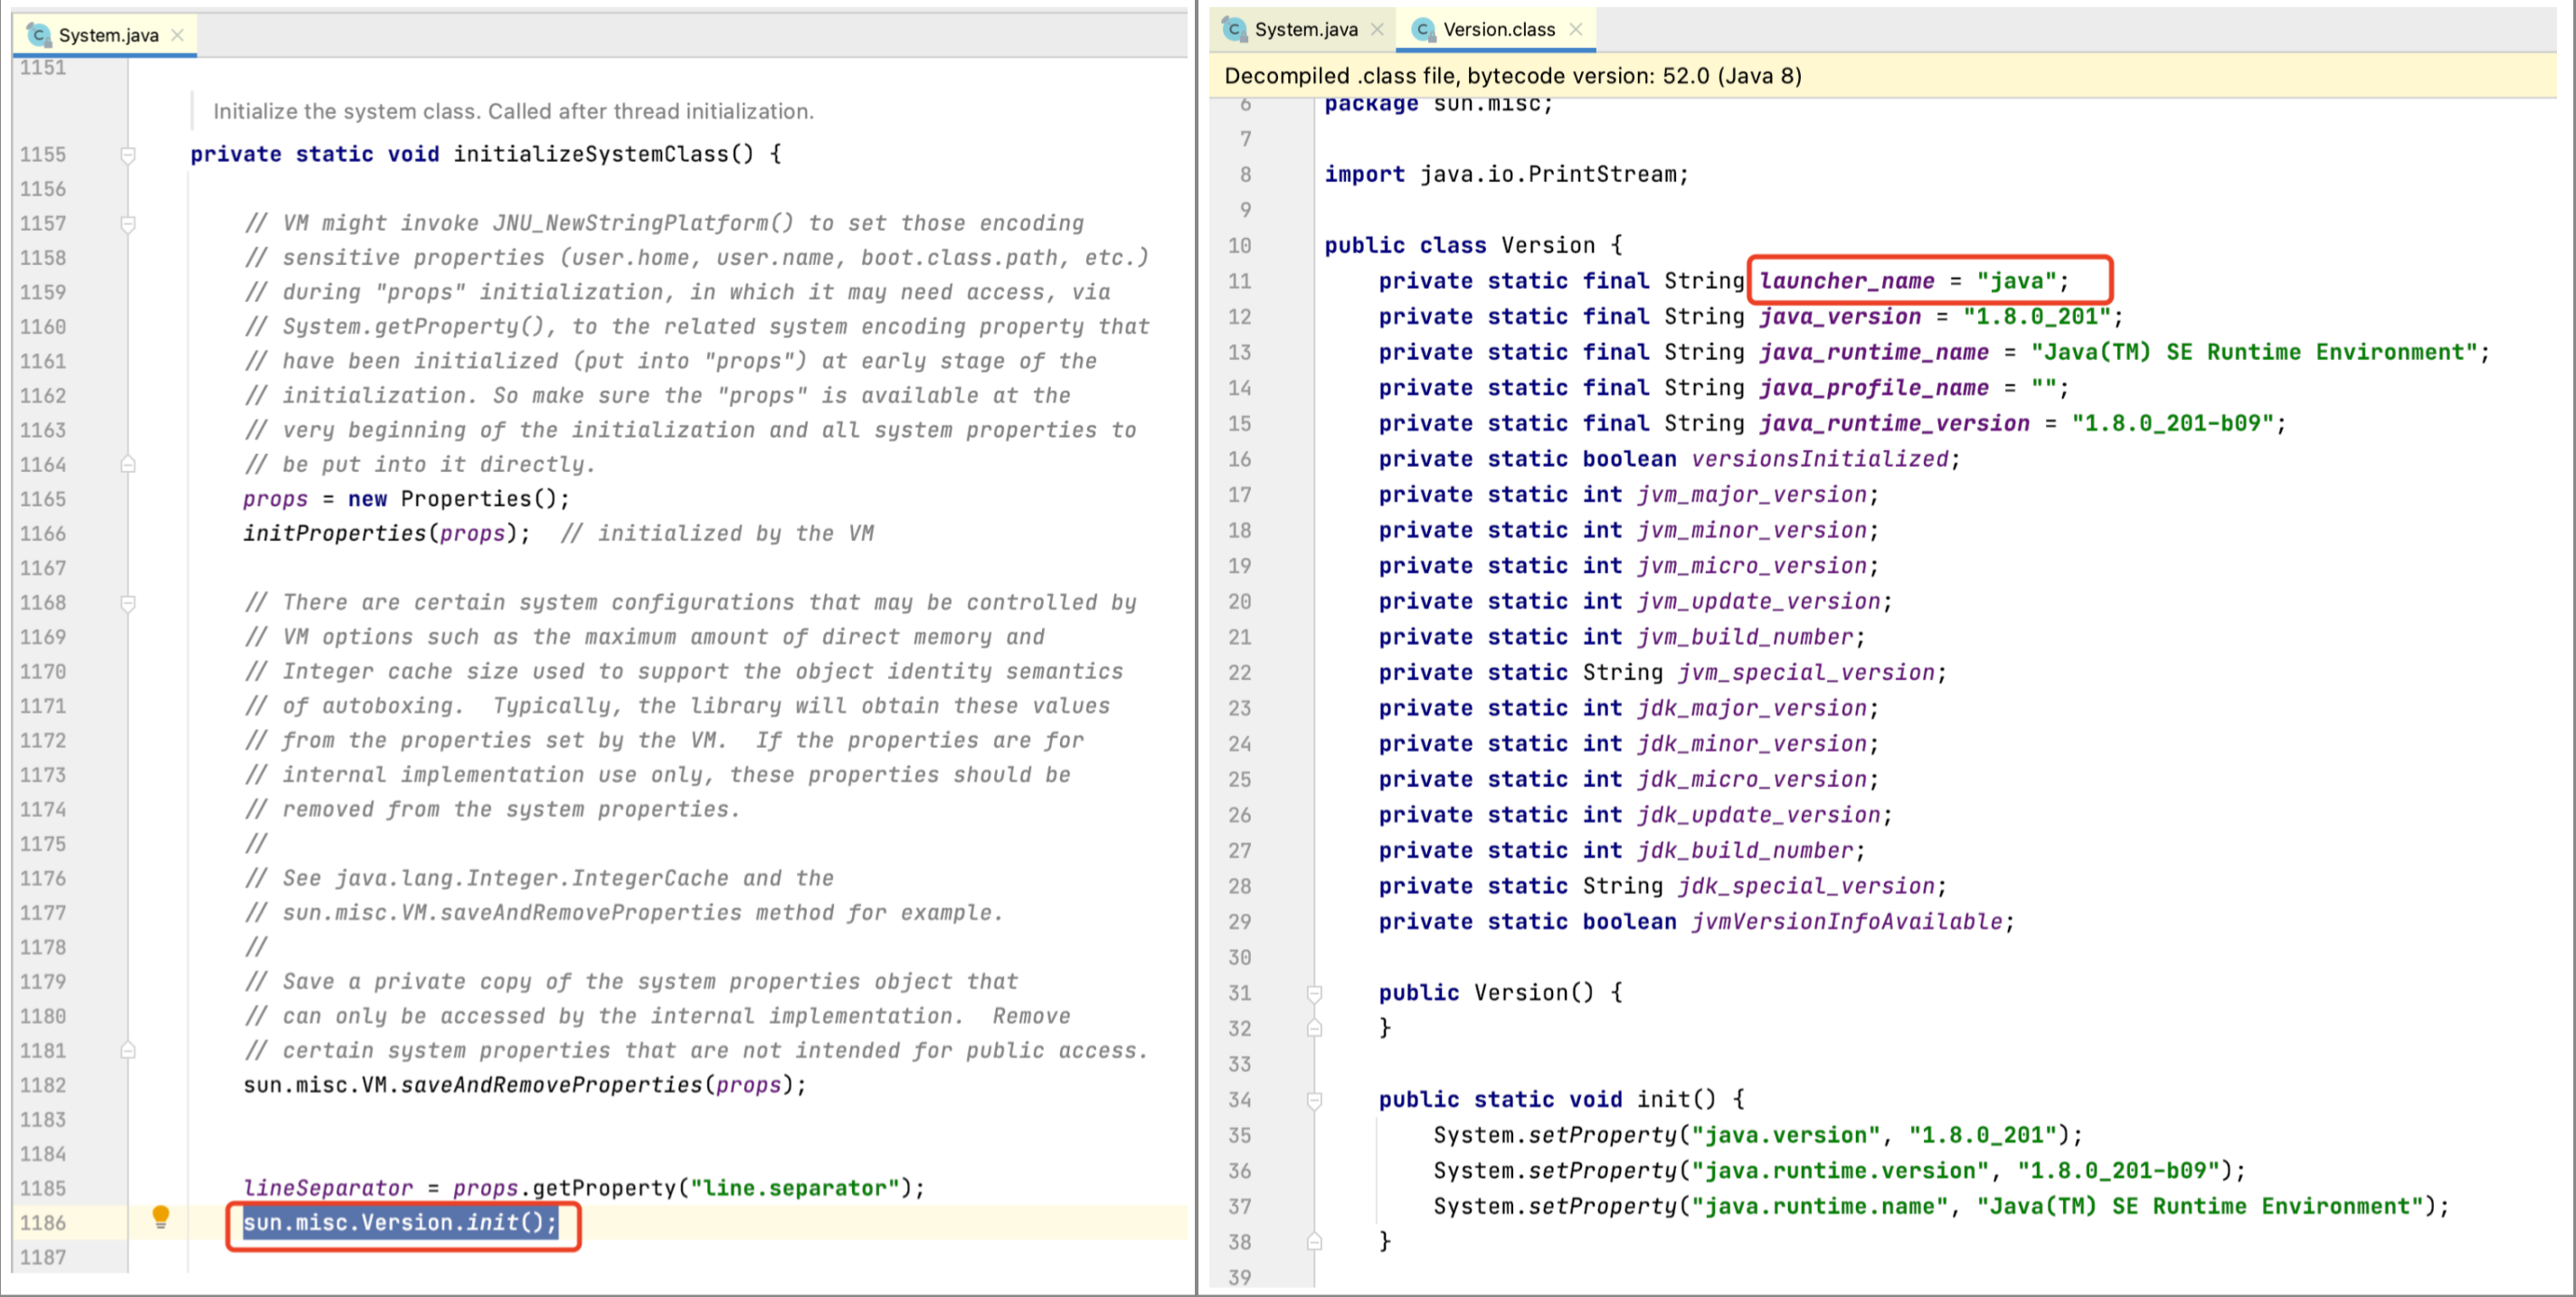 System.java
1151
Initialize the system class. Called after thread initialization.
1155 private static void initializeSystemClass() {
1156
1157 // VM might invoke JNU_NewStringPlatform() to set those encoding
1158 // sensitive properties (user.home, user.name, boot.class.path, etc.)
1159 // during "props" initialization, in which it may need access, via
1160 // System.getProperty(), to the related system encoding property that
1161 // have been initialized (put into "props") at early stage of the
1162 // initialization. So make sure the "props" is available at the
1163 // very beginning of the initialization and all system properties to
1164 // be put into it directly.
1165 props = new Properties();
1166 initProperties(props);  // initialized by the VM
1167
1168 // There are certain system configurations that may be controlled by
1169 // VM options such as the maximum amount of direct memory and
1170 // Integer cache size used to support the object identity semantics
1171 // of autoboxing.  Typically, the library will obtain these values
1172 // from the properties set by the VM.  If the properties are for
1173 // internal implementation use only, these properties should be
1174 // removed from the system properties.
1175 //
1176 // See java.lang.Integer.IntegerCache and the
1177 // sun.misc.VM.saveAndRemoveProperties method for example.
1178 //
1179 // Save a private copy of the system properties object that
1180 // can only be accessed by the internal implementation.  Remove
1181 // certain system properties that are not intended for public access.
1182 sun.misc.VM.saveAndRemoveProperties(props);
1183
1184
1185 lineSeparator = props.getProperty("line.separator");
1186 sun.misc.Version.init();
1187
System.java Version.class
Decompiled .class file, bytecode version: 52.0 (Java 8)
6 package sun.misc;
7
8 import java.io.PrintStream;
9
10 public class Version {
11 private static final String launcher_name = "java";
12 private static final String java_version = "1.8.0_201";
13 private static final String java_runtime_name = "Java(TM) SE Runtime Environment";
14 private static final String java_profile_name = "";
15 private static final String java_runtime_version = "1.8.0_201-b09";
16 private static boolean versionsInitialized;
17 private static int jvm_major_version;
18 private static int jvm_minor_version;
19 private static int jvm_micro_version;
20 private static int jvm_update_version;
21 private static int jvm_build_number;
22 private static String jvm_special_version;
23 private static int jdk_major_version;
24 private static int jdk_minor_version;
25 private static int jdk_micro_version;
26 private static int jdk_update_version;
27 private static int jdk_build_number;
28 private static String jdk_special_version;
29 private static boolean jvmVersionInfoAvailable;
30
31 public Version() {
32 }
33
34 public static void init() {
35 System.setProperty("java.version", "1.8.0_201");
36 System.setProperty("java.runtime.version", "1.8.0_201-b09");
37 System.setProperty("java.runtime.name", "Java(TM) SE Runtime Environment");
38 }
39